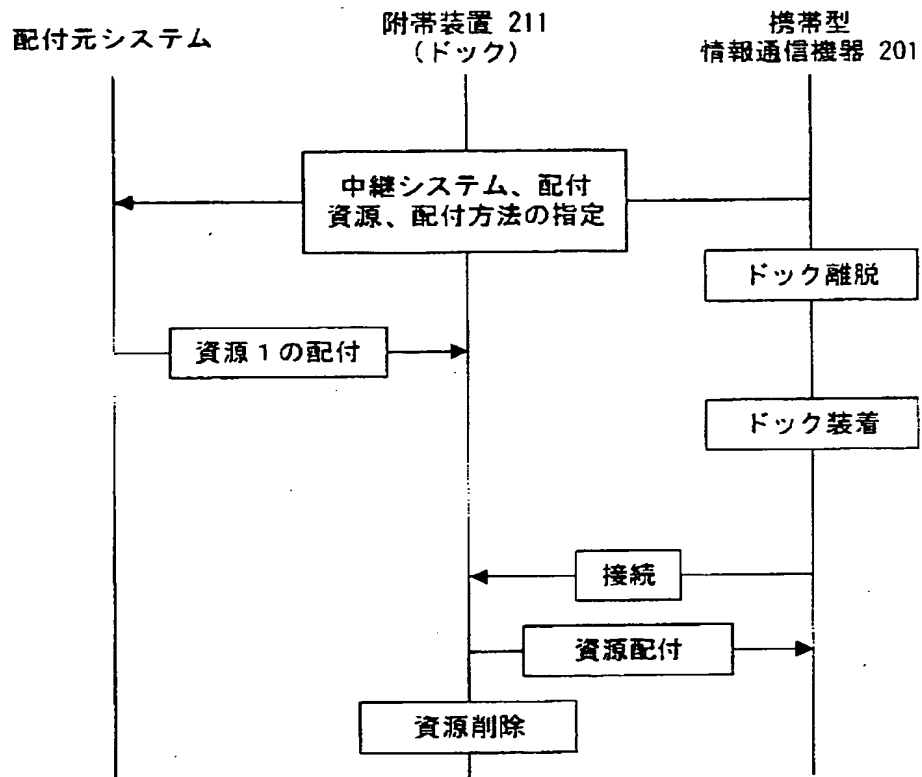 配付元システム
附帯装置 211
(ドック)
携帯型
情報通信機器 201
中継システム、配付
資源、配付方法の指定
ドック離脱
資源1の配付
ドック装着
接続
資源配付
資源削除